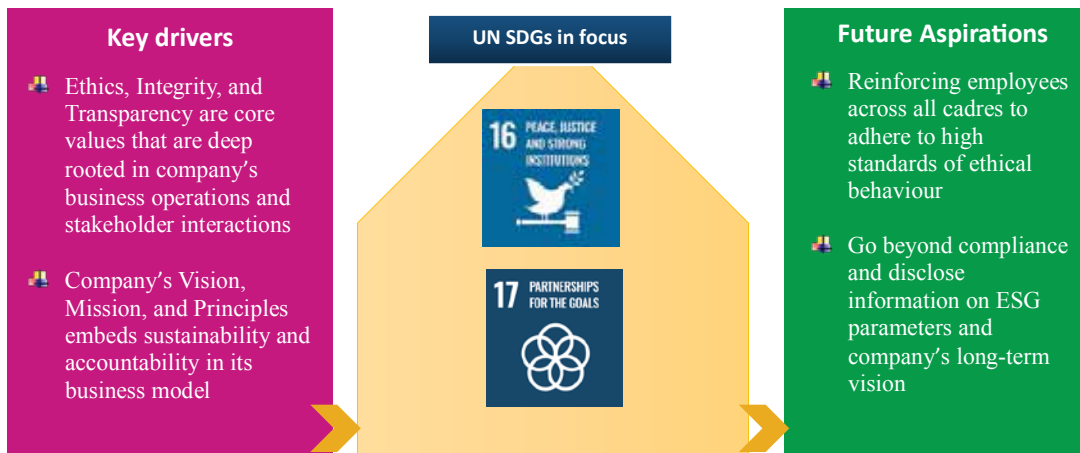 Key drivers
Ethics, Integrity, and
Transparency are core
values that are deep
rooted in company's
business operations and
stakeholder interactions
Company's Vision,
Mission, and Principles
embeds sustainability and
accountability in its
business model
UN SDGs in focus
16 PEACE, JUSTICE
AND STRONG
INSTITUTIONS
17 PARTNERSHIPS
FOR THE GOALS
Future Aspirations
Reinforcing employees
across all cadres to
adhere to high
standards of ethical
behaviour
Go beyond compliance
and disclose
information on ESG
parameters and
company's long-term
vision